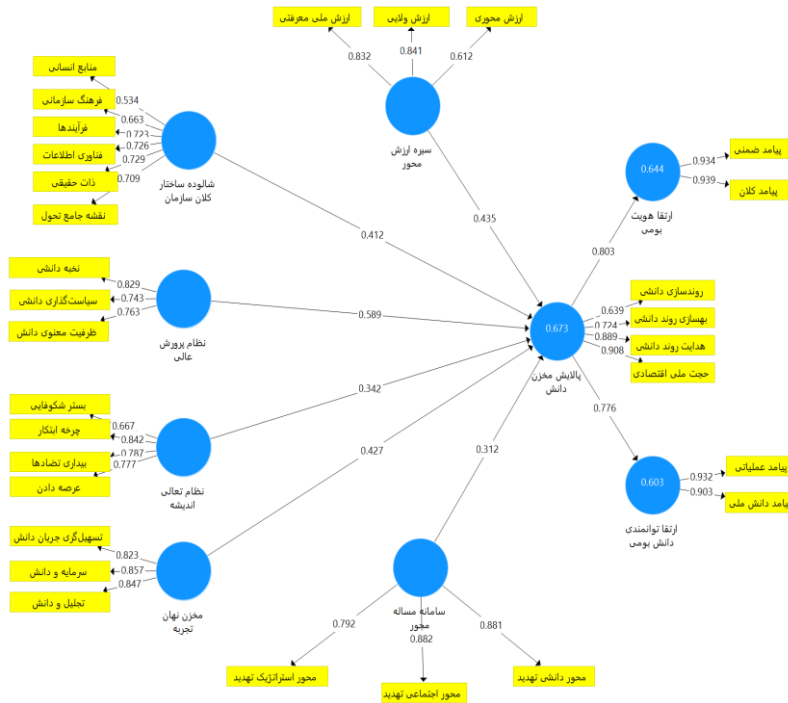 ارزش ملی معرفتی
ارزش ولایی
ارزش محوری
0.832
0.841
0.612
سیره ارزش
محور
0.435
منابع انسانی
فرهنگ سازمانی
فرآیندها
فناوری اطلاعات
ذات حقیقی
نقشه جامع تحول
0.534
0.663
0.723
0.726
0.729
0.709
شالوده ساختار
کلان سازمان
0.412
نخبه دانشی
سیاست‌گذاری دانشی
ظرفیت معنوی دانش
0.829
0.743
0.763
نظام پرورش
عالی
0.589
بستر شکوفایی
چرخه ابتکار
بیداری تضادها
عرصه دادن
0.667
0.842
0.787
0.777
نظام تعالی
اندیشه
0.342
تسهیل‌گری جریان دانش
سرمایه و دانش
تجلیل و دانش
0.823
0.857
0.847
مخزن نهان
تجربه
0.427
سامانه مساله
محور
0.312
0.792
0.882
0.881
محور استراتژیک تهدید
محور اجتماعی تهدید
محور دانشی تهدید
0.673
پالایش مخزن
دانش
0.639
0.724
0.889
0.908
روندسازی دانشی
بهسازی روند دانشی
هدایت روند دانشی
حجت ملی اقتصادی
0.803
0.644
ارتقا هویت
بومی
0.934
0.939
پیامد ضمنی
پیامد کلان
0.776
0.603
ارتقا توانمندی
دانش بومی
0.932
0.903
پیامد عملیاتی
پیامد دانش ملی